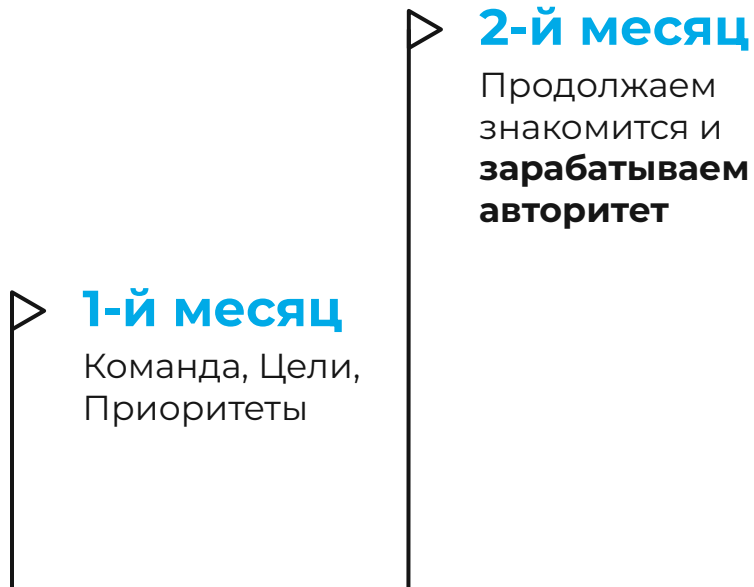 2-й месяц
Продолжаем
знакомится и
зарабатываем
авторитет
1-й месяц
Команда, Цели,
Приоритеты